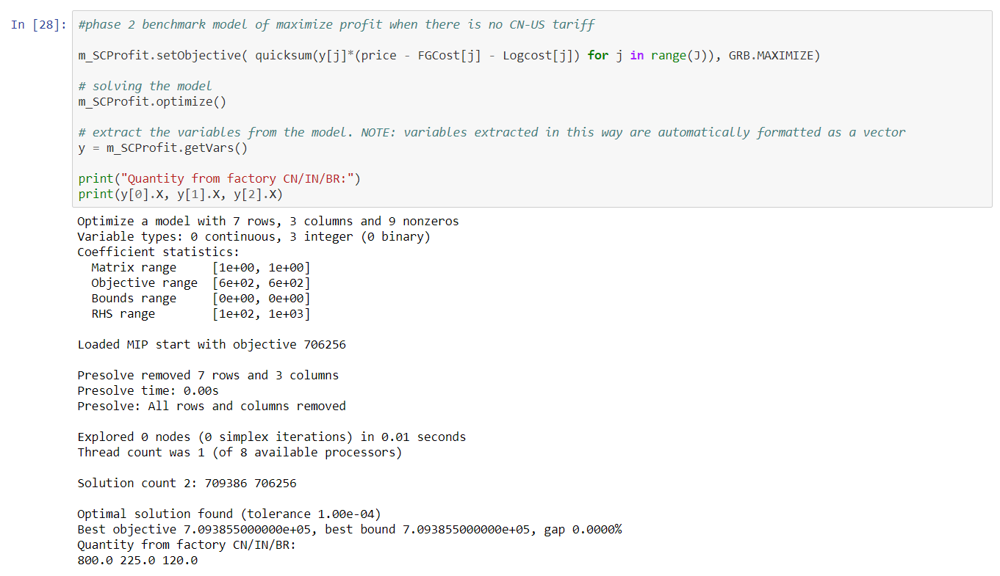 In [28]: #phase 2 benchmark model of maximize profit when there is no CN-US tariff
m_SCProfit.setObjective( quicksum(y[j]*(price - FGCost[j] - Logcost[j]) for j in range(J)), GRB.MAXIMIZE)
# solving the model
m_SCProfit.optimize()
# extract the variables from the model. NOTE: variables extracted in this way are automatically formatted as a vector
y = m_SCProfit.getVars()
print("Quantity from factory CN/IN/BR:")
print(y[0].X, y[1].X, y[2].X)
Optimize a model with 7 rows, 3 columns and 9 nonzeros
Variable types: 0 continuous, 3 integer (0 binary)
Coefficient statistics:
Matrix range [1e+00, 1e+00]
Objective range [6e+02, 6e+02]
Bounds range [0e+00, 0e+00]
RHS range [1e+02, 1e+03]
Loaded MIP start with objective 706256
Presolve removed 7 rows and 3 columns
Presolve time: 0.00s
Presolve: All rows and columns removed
Explored 0 nodes (0 simplex iterations) in 0.01 seconds
Thread count was 1 (of 8 available processors)
Solution count 2: 709386 706256
Optimal solution found (tolerance 1.00e-04)
Best objective 7.093855000000e+05, best bound 7.093855000000e+05, gap 0.0000%
Quantity from factory CN/IN/BR:
800.0 225.0 120.0